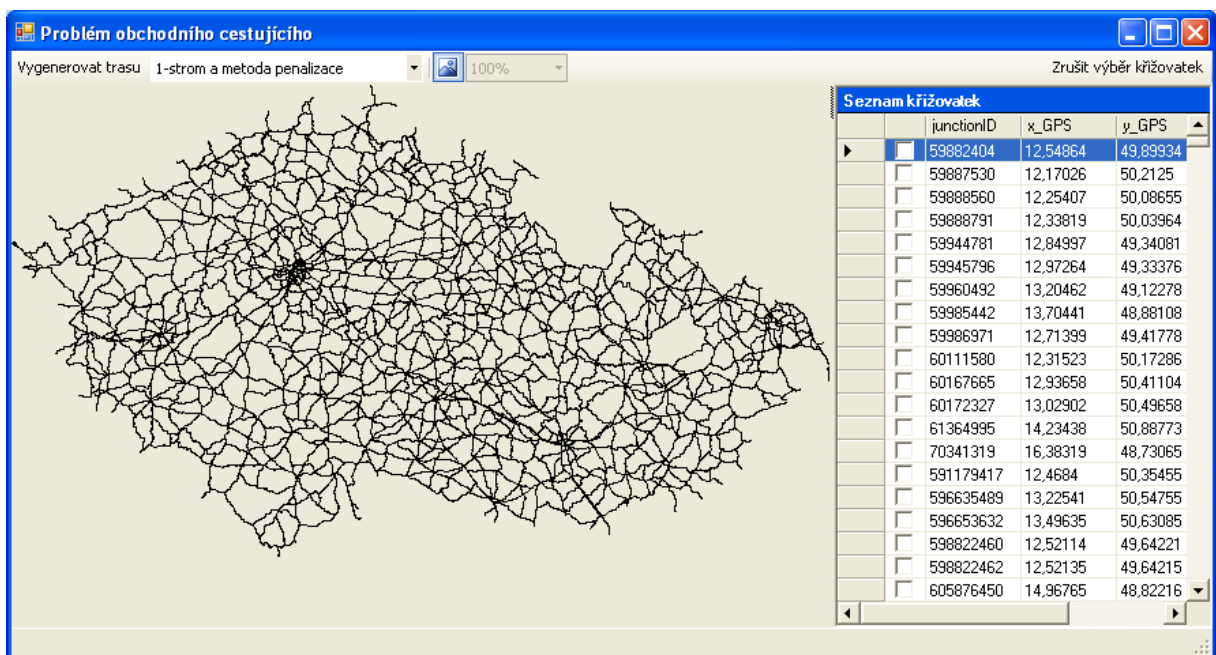 Problém obchodního cestujícího
Vygenerovat trasu 1-strom a metoda penalizace 100% Zrušit výběr křižovatek
Seznam křižovatek
junctionID x_GPS y_GPS
59882404 12,54864 49,89934
59887530 12,17026 50,2125
59888560 12,25407 50,08655
59888791 12,33819 50,03964
59944781 12,84997 49,34081
59945796 12,97264 49,33376
59960492 13,20462 49,12278
59985442 13,70441 48,88108
59986971 12,71399 49,41778
60111580 12,31523 50,17286
60167665 12,93658 50,41104
60172327 13,02902 50,49658
61364995 14,23438 50,88773
70341319 16,38319 48,73065
591179417 12,4684 50,35455
596635489 13,22541 50,54755
596653632 13,49635 50,63085
598822460 12,52114 49,64221
598822462 12,52135 49,64215
605876450 14,96765 48,82216